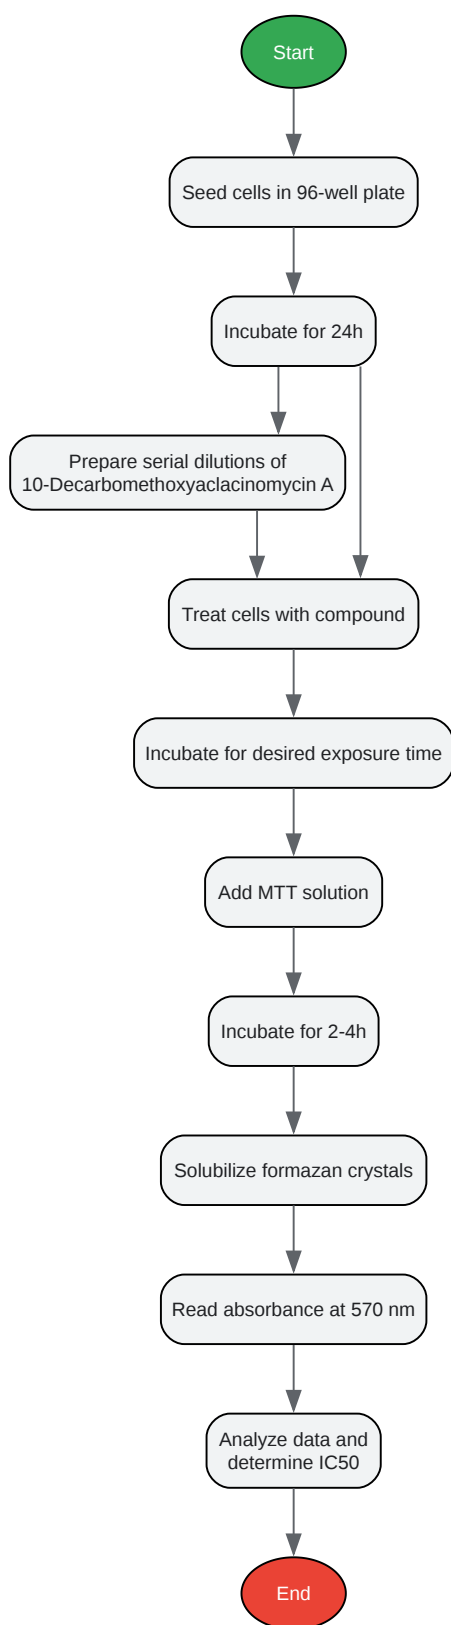 Start
Seed cells in 96-well plate
Incubate for 24h
Prepare serial dilutions of
10-Decarbomethoxyaclacinomycin A
Treat cells with compound
Incubate for desired exposure time
Add MTT solution
Incubate for 2-4h
Solubilize formazan crystals
Read absorbance at 570 nm
Analyze data and
determine IC50
End